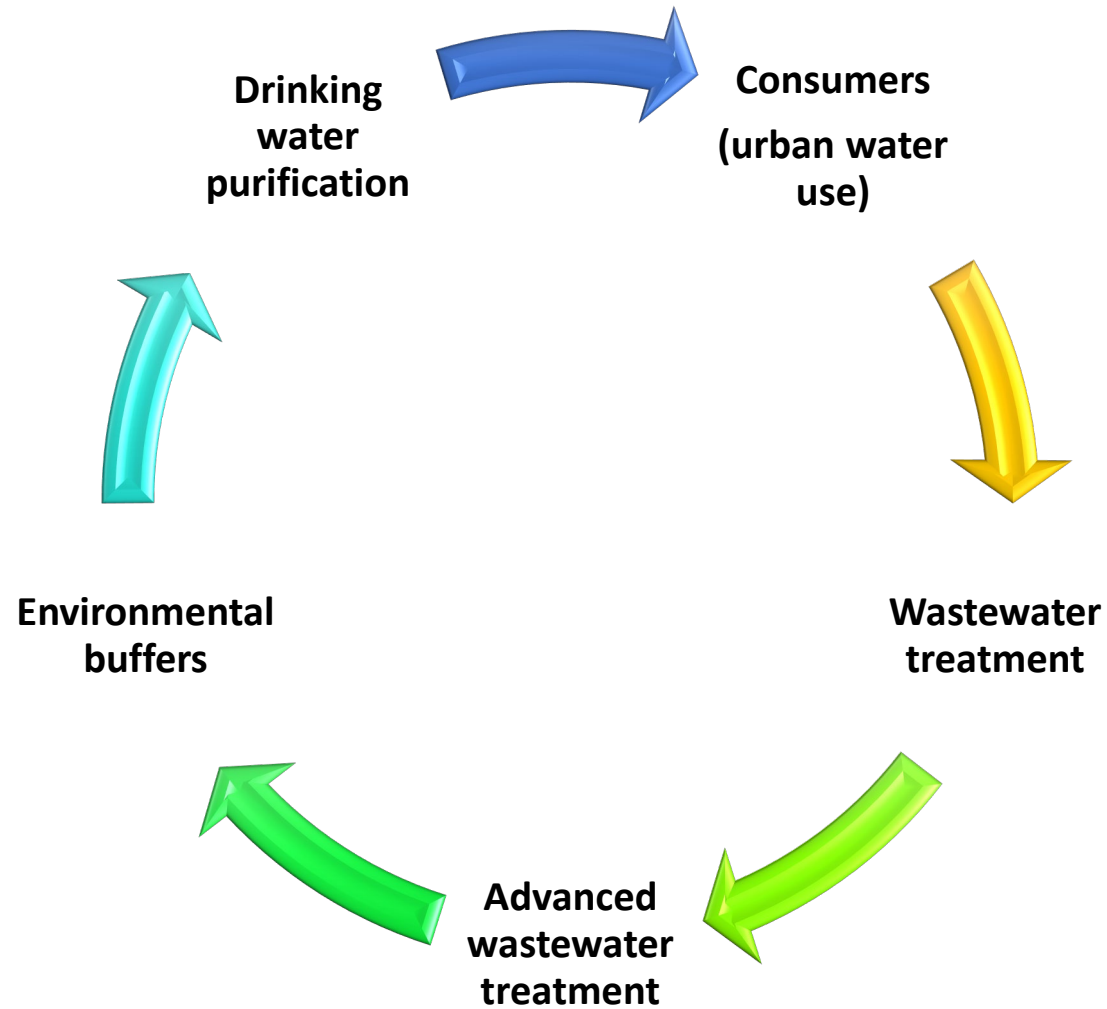 Drinking
water
purification
Consumers
(urban water
use)
Wastewater
treatment
Advanced
wastewater
treatment
Environmental
buffers